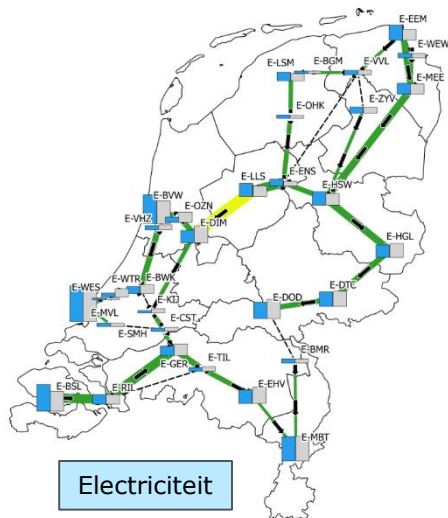 E-EEM
E-WEW
E-VVL
E-BGM
E-LSM
E-MEE
E-ZYV
E-OHK
E-ENS
E-LLS
E-HSW
E-BVW
E-OZN
E-VHZ
E-DIM
E-HGL
E-WTR
E-BWK
E-WES
E-DTC
E-KIJ
E-DOD
E-MVL
E-CST
E-SMH
E-BMR
E-GER
E-TIL
E-BSL
E-RIL
E-EHV
E-MBT
Electriciteit